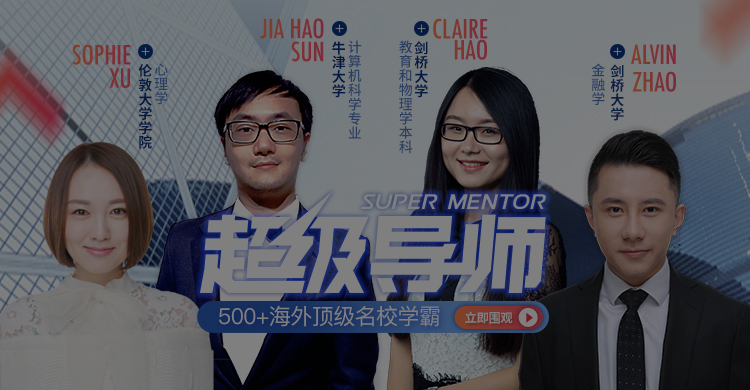 SOPHIE
XU
心理学
伦敦大学学院
JIA HAO
SUN
计算机科学专业
牛津大学
CLAIRE
HAO
剑桥大学
教育和物理学本科
ALVIN
ZHAO
剑桥大学
金融学
SUPER MENTOR
超级导师
500+海外顶级名校学霸
立即围观